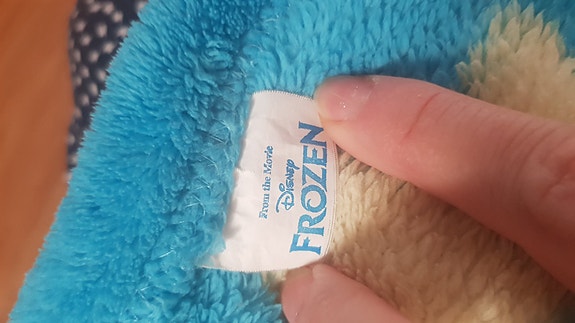 From the Movie
Disney
FROZEN